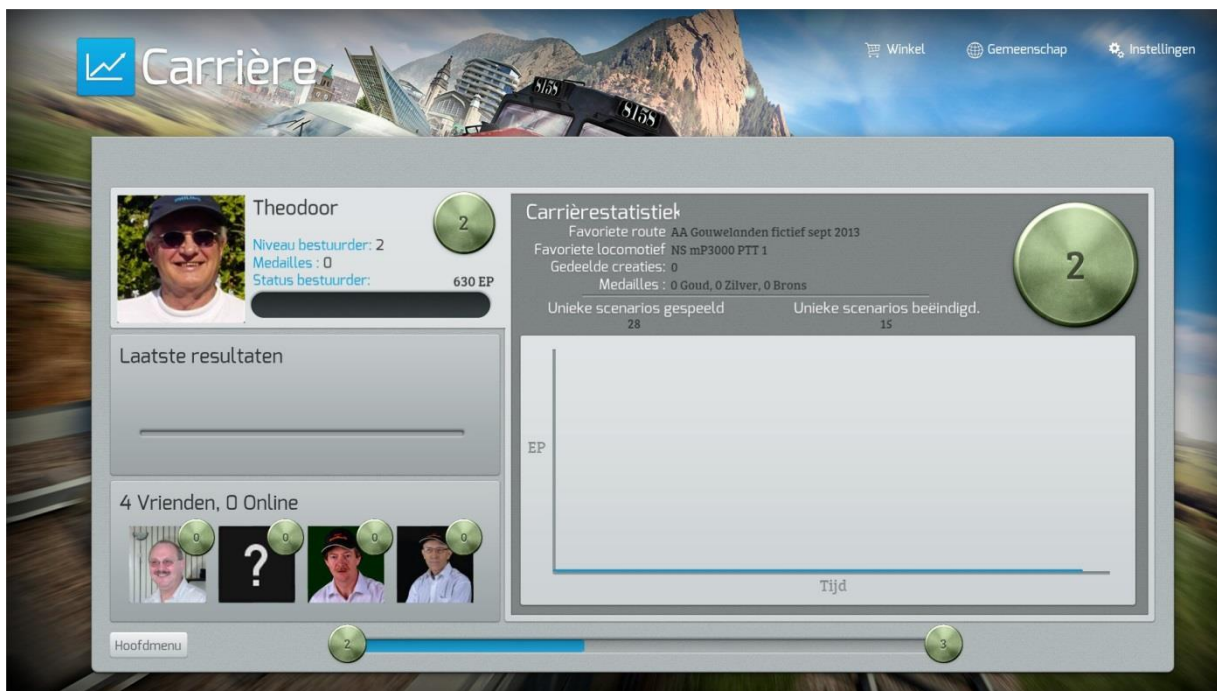 Carrière
Winkel
Gemeenschap
Instellingen
8158
8158
Theodoor
2
Niveau bestuurder: 2
Medailles : 0
Status bestuurder:
630 EP
Laatste resultaten
4 Vrienden, 0 Online
0
?
0
0
0
Carrièrestatistiek
Favoriete route AA Gouwelanden fictief sept 2013
Favoriete locomotief NS mP3000 PTT 1
Gedeelde creaties: 0
Medailles : 0 Goud, 0 Zilver, 0 Brons
Unieke scenarios gespeeld
28
Unieke scenarios beëindigd.
15
2
EP
Tijd
Hoofdmenu
2
3